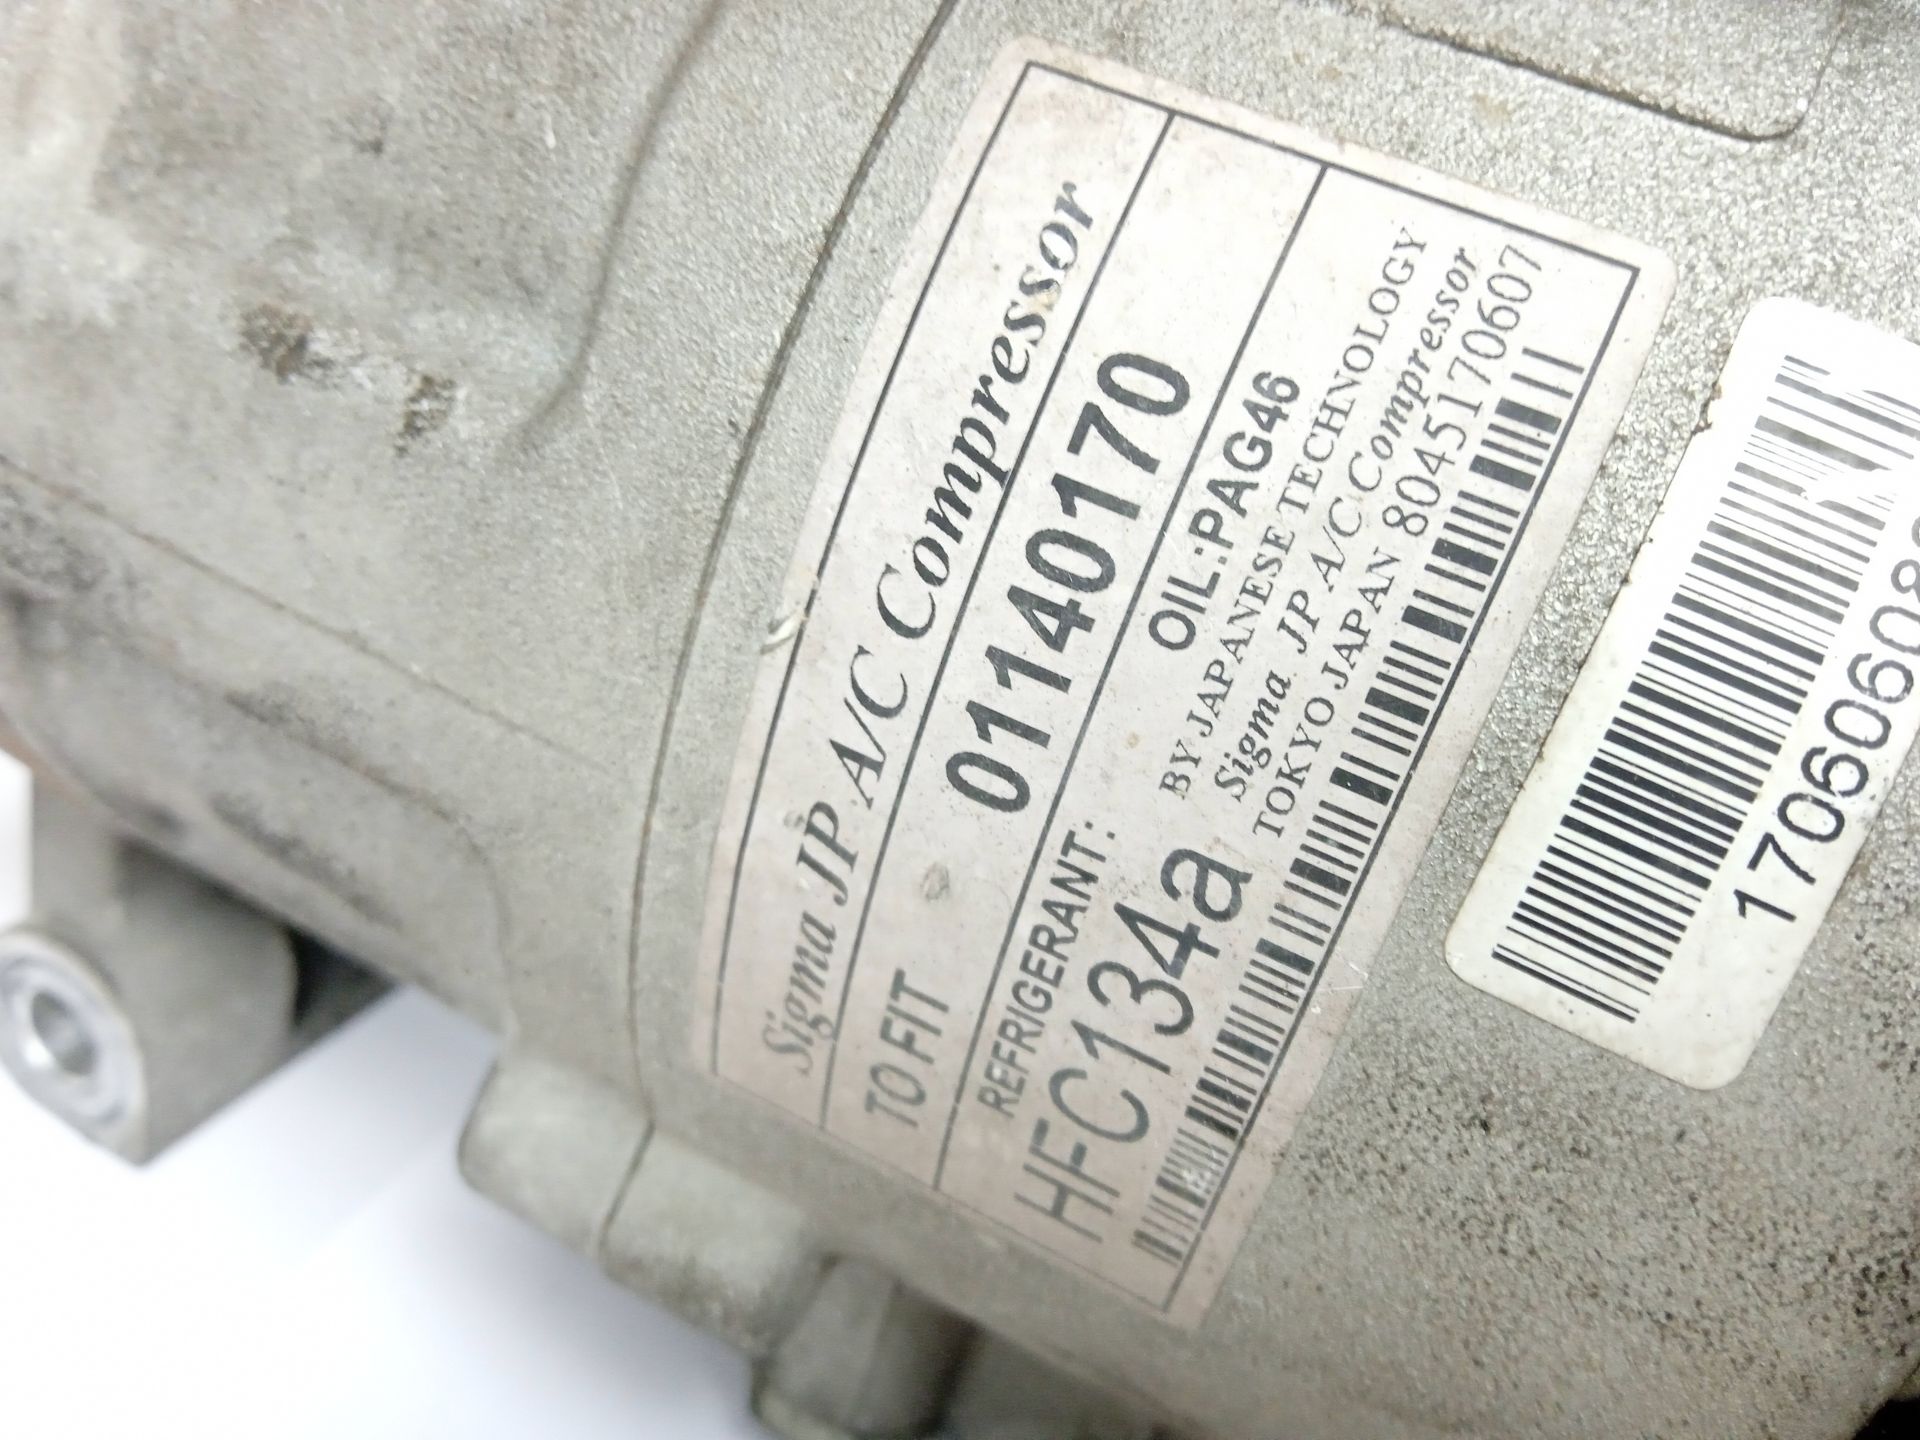 Sigma JP A/C Compressor
TO FIT 01140170
REFRIGERANT: OIL:PAG46
HFC134a
BY JAPANESE TECHNOLOGY
Sigma JP A/C Compressor
TOKYO JAPAN 8045170607
1706060